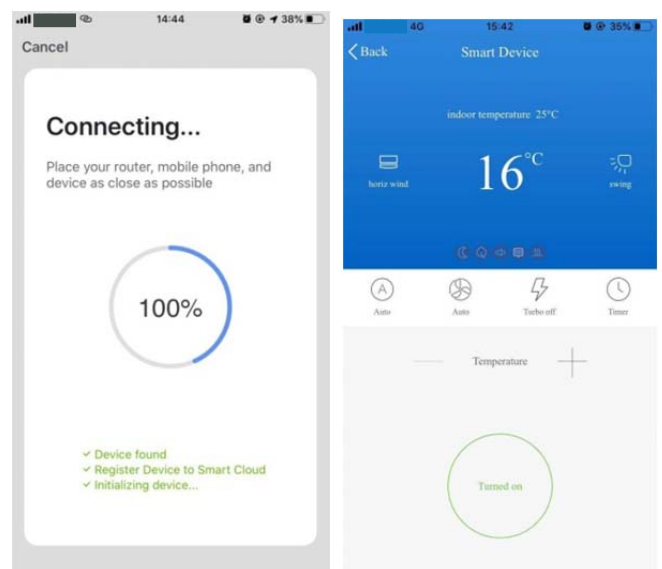 14:44
38%
Cancel
Connecting...
Place your router, mobile phone, and
device as close as possible
100%
✓ Device found
✓ Register Device to Smart Cloud
✓ Initializing device...
4G 15:42 35%
Back Smart Device
indoor temperature 25°C
16°C
horiz wind
swing
A
Auto Auto Turbo off Timer
Temperature
Turned on